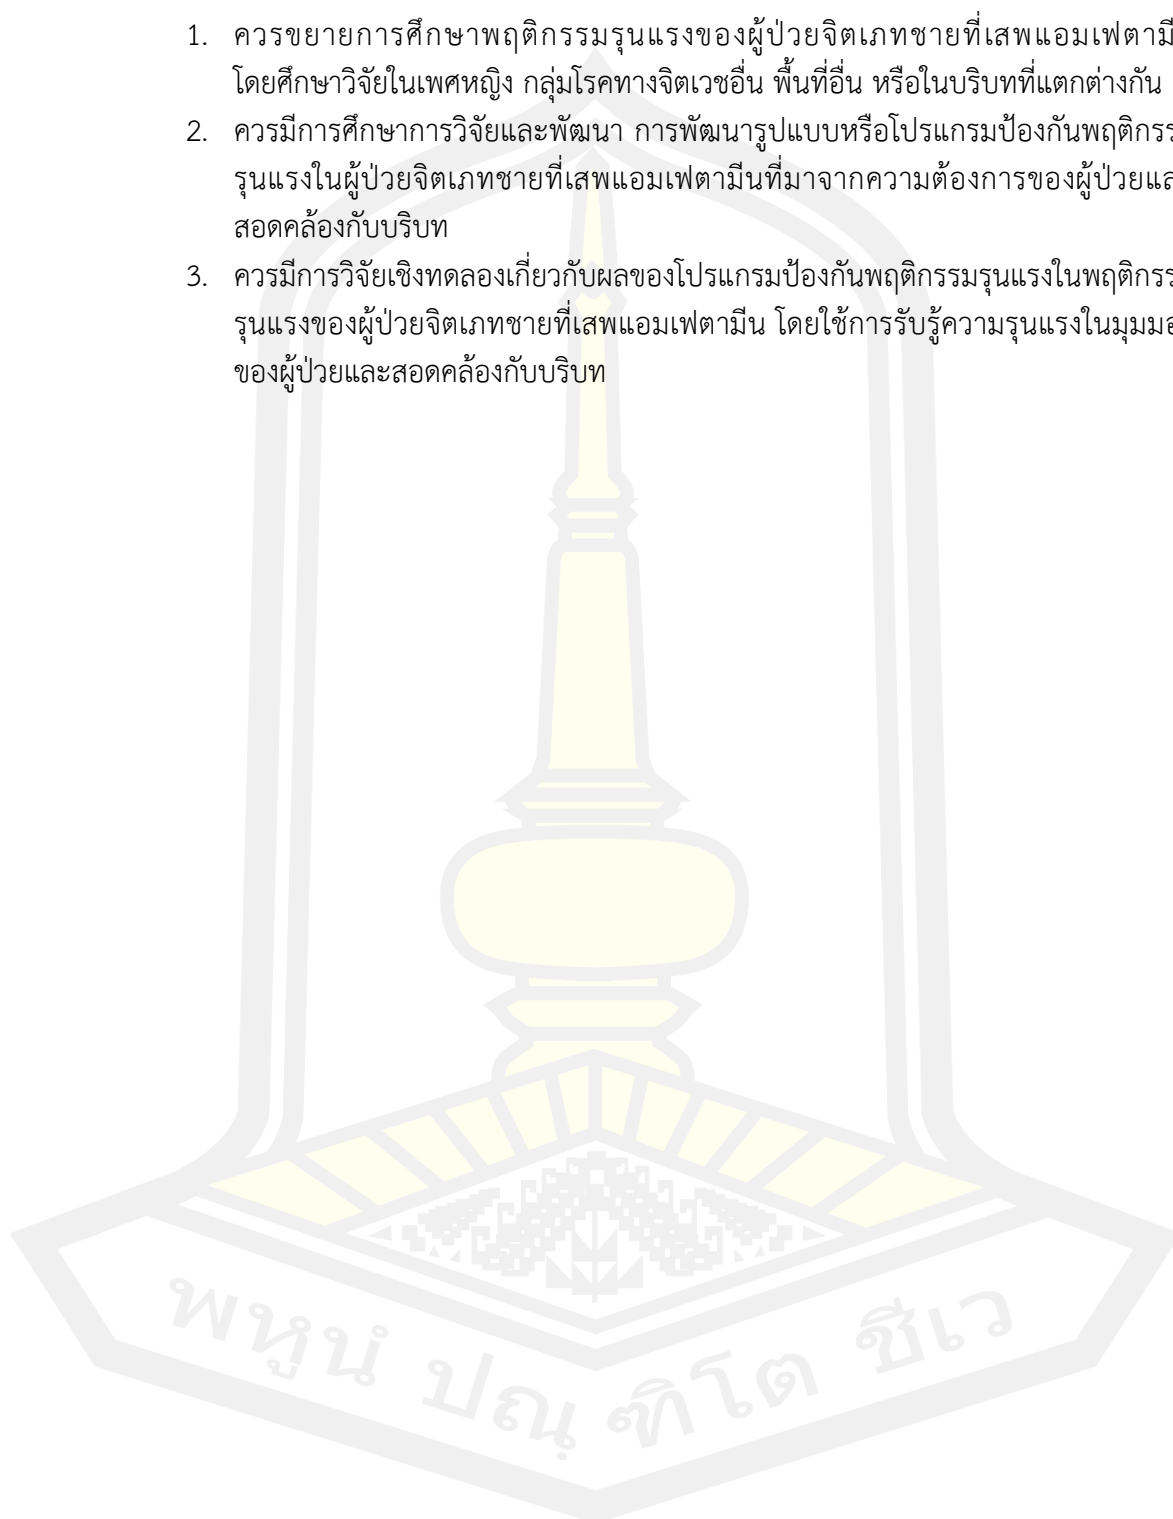 1. ควรขยายการศึกษาพฤติกรรมรุนแรงของผู้ป่วยจิตเภทชายที่เสพแอมเฟตามี
โดยศึกษาวิจัยในเพศหญิง กลุ่มโรคทางจิตเวชอื่น พื้นที่อื่น หรือในบริบทที่แตกต่างกัน
2. ควรมีการศึกษาการวิจัยและพัฒนา การพัฒนารูปแบบหรือโปรแกรมป้องกันพฤติกรร
รุนแรงในผู้ป่วยจิตเภทชายที่เสพแอมเฟตามีนที่มาจากความต้องการของผู้ป่วยแล
สอดคล้องกับบริบท
3. ควรมีการวิจัยเชิงทดลองเกี่ยวกับผลของโปรแกรมป้องกันพฤติกรรมรุนแรงในพฤติกรร
รุนแรงของผู้ป่วยจิตเภทชายที่เสพแอมเฟตามีน โดยใช้การรับรู้ความรุนแรงในมุมมอ
ของผู้ป่วยและสอดคล้องกับบริบท
พหูนํ ปณฺฑิโต ชีเว